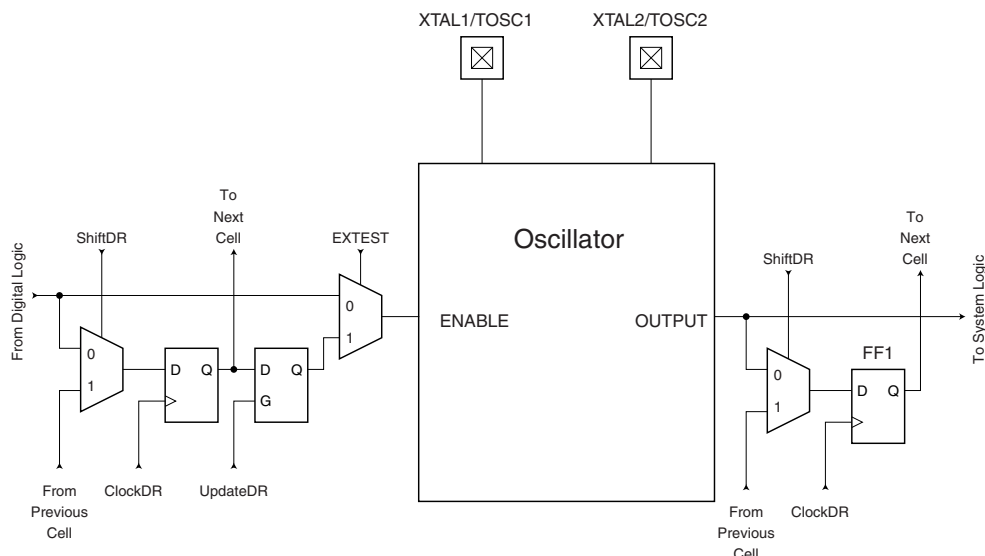 XTAL1/TOSC1
XTAL2/TOSC2
Oscillator
ENABLE
OUTPUT
From Digital Logic
ShiftDR
To
Next
Cell
EXTEST
0
1
0
1
D
Q
D
Q
G
From
Previous
Cell
ClockDR
UpdateDR
ShiftDR
To
Next
Cell
To System Logic
FF1
0
1
D
Q
From
Previous
Cell
ClockDR